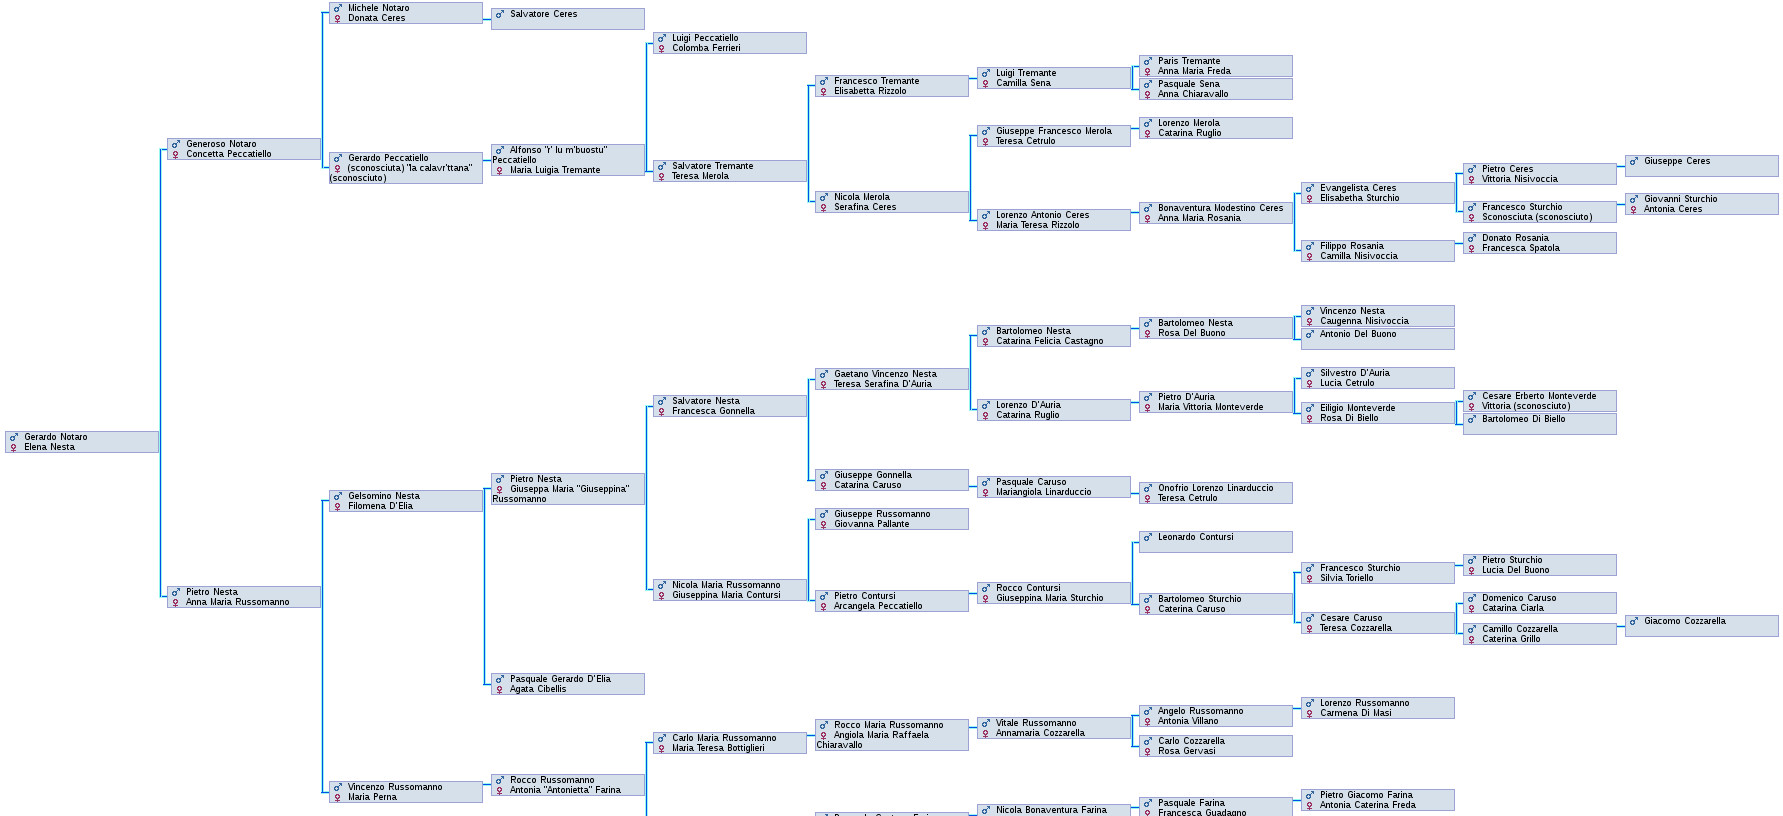 Michele Notaro
Donata Ceres
Salvatore Ceres
Luigi Peccatiello
Colomba Ferrieri
Francesco Tremante
Elisabetta Rizzolo
Luigi Tremante
Camilla Sena
Paris Tremante
Anna Maria Freda
Pasquale Sena
Anna Chiaravallo
Generoso Notaro
Concetta Peccatiello
Gerardo Peccatiello
(sconosciuta) "la calavr'ttana"
(sconosciuto)
Alfonso "r' lu m'buostu"
Peccatiello
Maria Luigia Tremante
Salvatore Tremante
Teresa Merola
Giuseppe Francesco Merola
Teresa Cetrulo
Lorenzo Merola
Catarina Ruglio
Nicola Merola
Serafina Ceres
Lorenzo Antonio Ceres
Maria Teresa Rizzolo
Bonaventura Modestino Ceres
Anna Maria Rosania
Evangelista Ceres
Elisabetha Sturchio
Pietro Ceres
Vittoria Nisivoccia
Giuseppe Ceres
Francesco Sturchio
Sconosciuta (sconosciuto)
Giovanni Sturchio
Antonia Ceres
Filippo Rosania
Camilla Nisivoccia
Donato Rosania
Francesca Spatola
Gerardo Notaro
Elena Nesta
Vincenzo Nesta
Caugenna Nisivoccia
Antonio Del Buono
Bartolomeo Nesta
Catarina Felicia Castagno
Bartolomeo Nesta
Rosa Del Buono
Gaetano Vincenzo Nesta
Teresa Serafina D'Auria
Silvestro D'Auria
Lucia Cetrulo
Salvatore Nesta
Francesca Gonnella
Lorenzo D'Auria
Catarina Ruglio
Pietro D'Auria
Maria Vittoria Monteverde
Eiligio Monteverde
Rosa Di Biello
Cesare Erberto Monteverde
Vittoria (sconosciuto)
Bartolomeo Di Biello
Gelsomino Nesta
Filomena D'Elia
Pietro Nesta
Giuseppa Maria "Giuseppina"
Russomanno
Giuseppe Gonnella
Catarina Caruso
Pasquale Caruso
Mariangiola Linarduccio
Onofrio Lorenzo Linarduccio
Teresa Cetrulo
Giuseppe Russomanno
Giovanna Pallante
Leonardo Contursi
Pietro Nesta
Anna Maria Russomanno
Nicola Maria Russomanno
Giuseppina Maria Contursi
Pietro Contursi
Arcangela Peccatiello
Rocco Contursi
Giuseppina Maria Sturchio
Bartolomeo Sturchio
Caterina Caruso
Francesco Sturchio
Silvia Toriello
Pietro Sturchio
Lucia Del Buono
Cesare Caruso
Teresa Cozzarella
Domenico Caruso
Catarina Ciarla
Camillo Cozzarella
Caterina Grillo
Giacomo Cozzarella
Pasquale Gerardo D'Elia
Agata Cibellis
Carlo Maria Russomanno
Maria Teresa Bottiglieri
Rocco Maria Russomanno
Angiola Maria Raffaela
Chiaravallo
Vitale Russomanno
Annamaria Cozzarella
Angelo Russomanno
Antonia Villano
Lorenzo Russomanno
Carmena Di Masi
Carlo Cozzarella
Rosa Gervasi
Vincenzo Russomanno
Maria Perna
Rocco Russomanno
Antonia "Antonietta" Farina
Nicola Bonaventura Farina
Pasquale Farina
Francesca Guadagno
Pietro Giacomo Farina
Antonia Caterina Freda